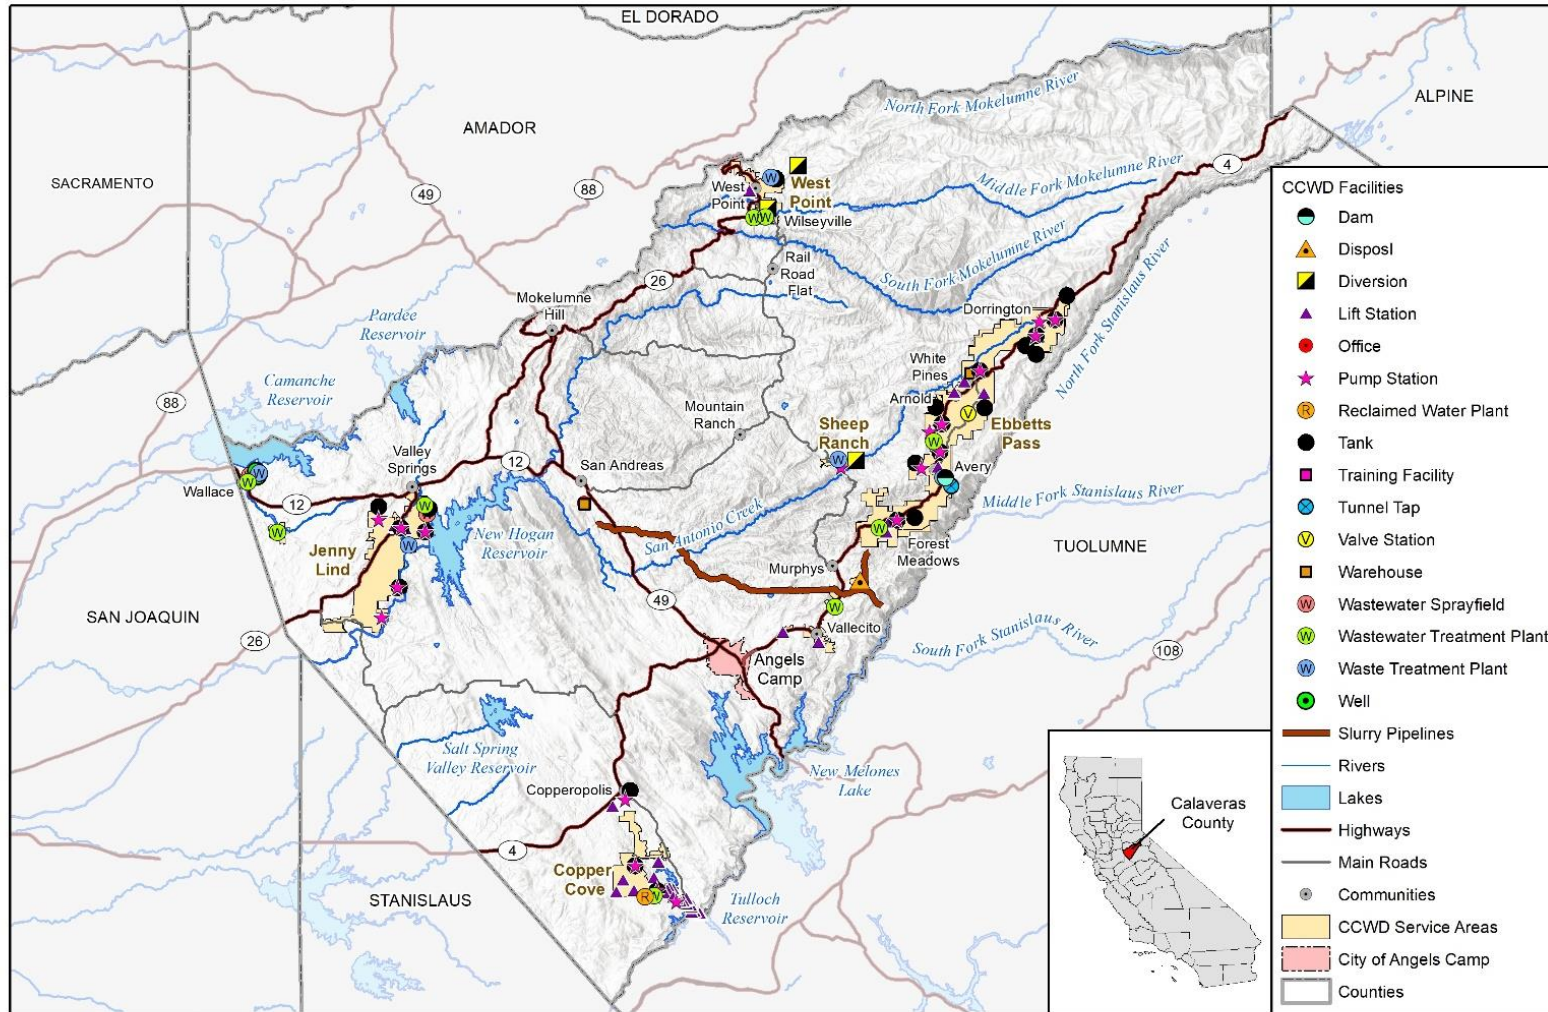 EL DORADO
ALPINE
AMADOR
SACRAMENTO
49
88
4
North Fork Mokelumne River
Middle Fork Mokelumne River
South Fork Mokelumne River
North Fork Stanislaus River
West
Point
West
Point
W
W
W
Wilseyville
Rail
Road
Flat
26
Mokelumne
Hill
Pardee
Reservoir
Camanche
Reservoir
88
Dorrington
White
Pines
Arnold
V
W
Ebbetts
Pass
Mountain
Ranch
Sheep
Ranch
W
Avery
Valley
Springs
12
San Andreas
W
W
Wallace
12
W
W
W
New Hogan
Reservoir
San Antonio Creek
Middle Fork Stanislaus River
W
Forest
Meadows
Jenny
Lind
Murphys
TUOLUMNE
SAN JOAQUIN
26
49
W
Vallecito
South Fork Stanislaus
River
108
Angels
Camp
Salt Spring
Valley Reservoir
New Melones
Lake
Copperopolis
4
Copper
Cove
R
W
Tulloch
Reservoir
STANISLAUS
Calaveras
County
CCWD Facilities
Dam
Disposl
Diversion
Lift Station
Office
Pump Station
R Reclaimed Water Plant
Tank
Training Facility
Tunnel Tap
V Valve Station
Warehouse
W Wastewater Sprayfield
W Wastewater Treatment Plant
W Waste Treatment Plant
Well
Slurry Pipelines
Rivers
Lakes
Highways
Main Roads
Communities
CCWD Service Areas
City of Angels Camp
Counties